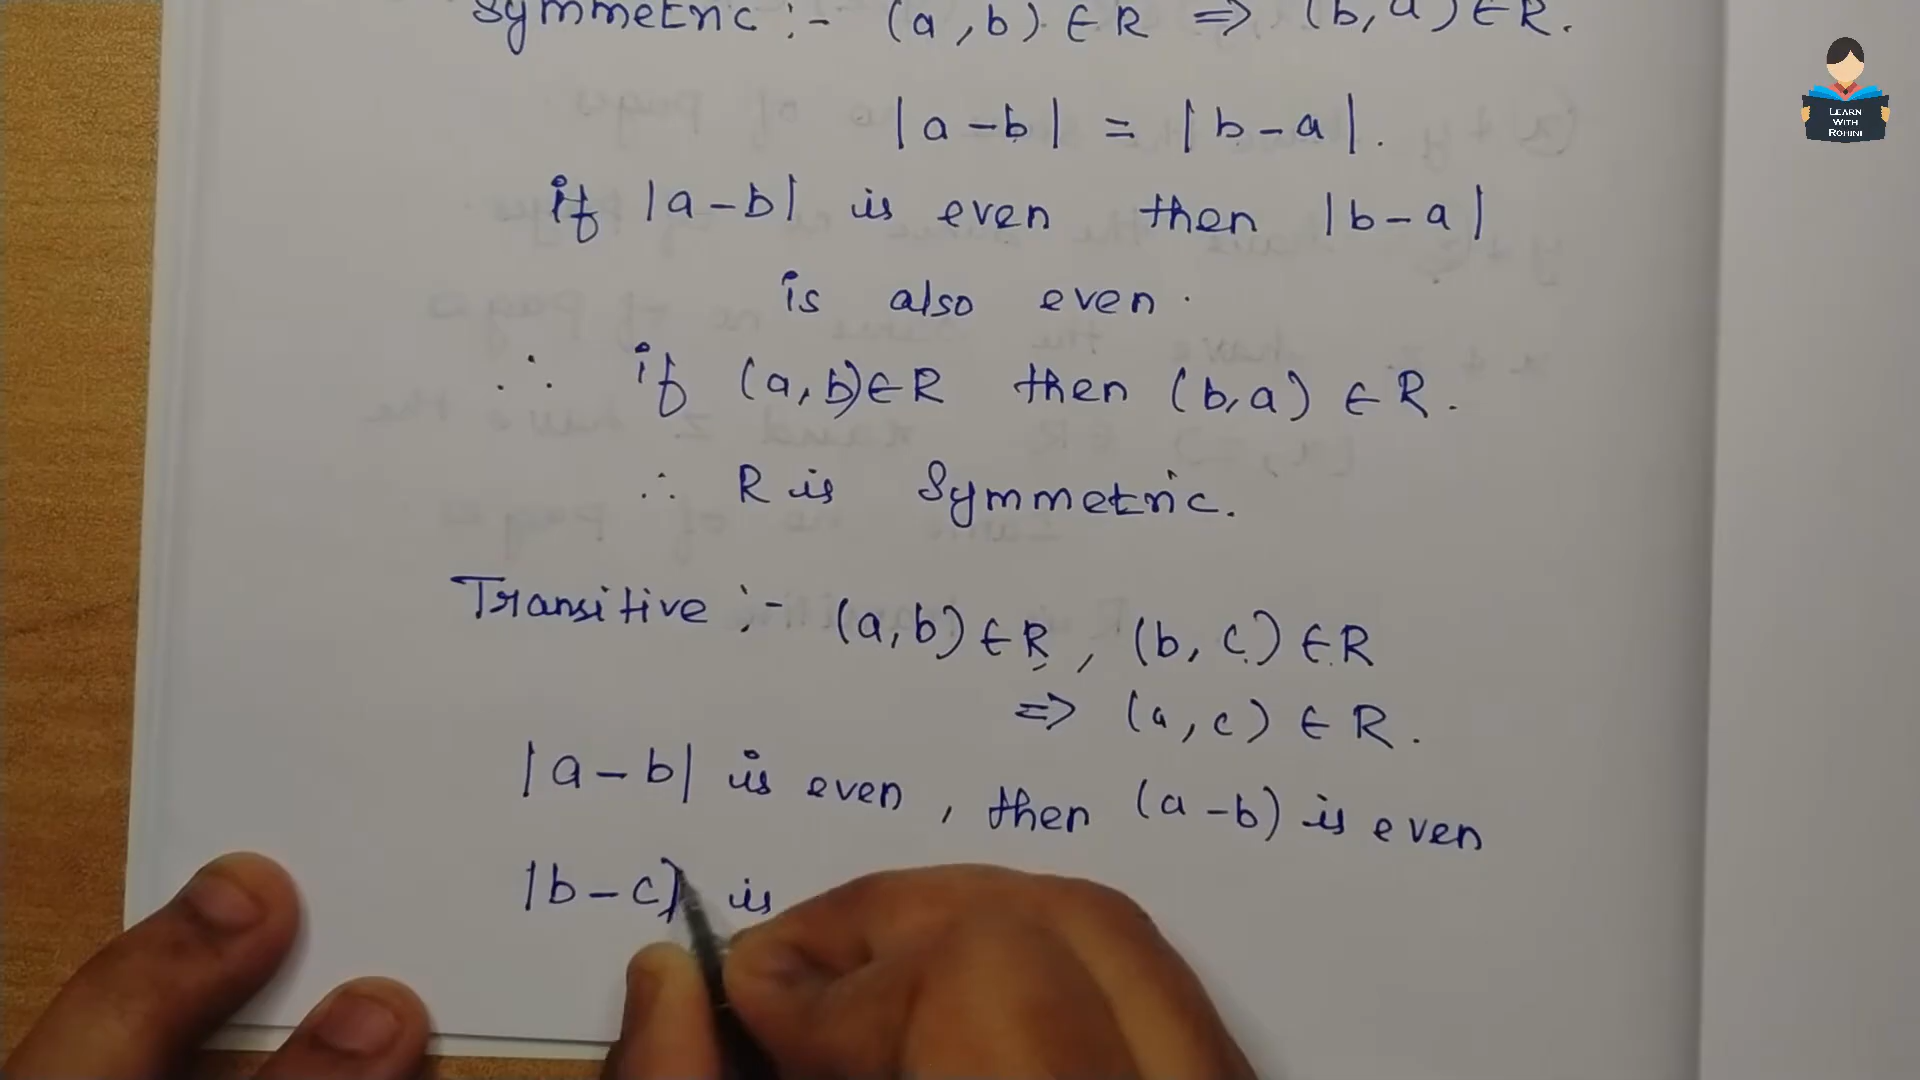 Symmetric :- (a,b) ∈ R ⇒ (b,a) ∈ R.
|a-b| = |b-a|.
if |a-b| is even then |b-a|
is also even.
∴ if (a,b)∈R then (b,a) ∈ R.
∴ R is Symmetric.
Transitive :- (a,b) ∈ R, (b,c) ∈ R
⇒ (a,c) ∈ R.
|a-b| is even, then (a-b) is even
|b-c| is
LEARN
WITH
ROHINI